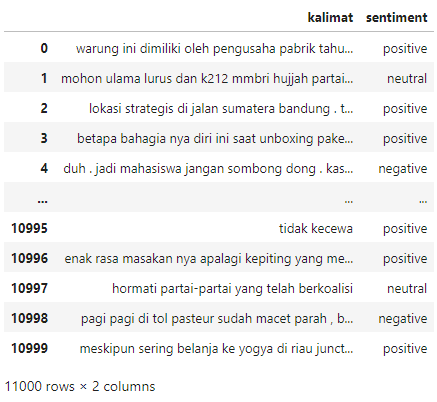 kalimat sentiment
0 warung ini dimiliki oleh pengusaha pabrik tahu... positive
1 mohon ulama lurus dan k212 mmbri hujjah partai... neutral
2 lokasi strategis di jalan sumatera bandung . t... positive
3 betapa bahagia nya diri ini saat unboxing pake... positive
4 duh . jadi mahasiswa jangan sombong dong . kas... negative
... ... ...
10995 tidak kecewa positive
10996 enak rasa masakan nya apalagi kepiting yang me... positive
10997 hormati partai-partai yang telah berkoalisi neutral
10998 pagi pagi di tol pasteur sudah macet parah , b... negative
10999 meskipun sering belanja ke yogya di riau junct... positive
11000 rows × 2 columns